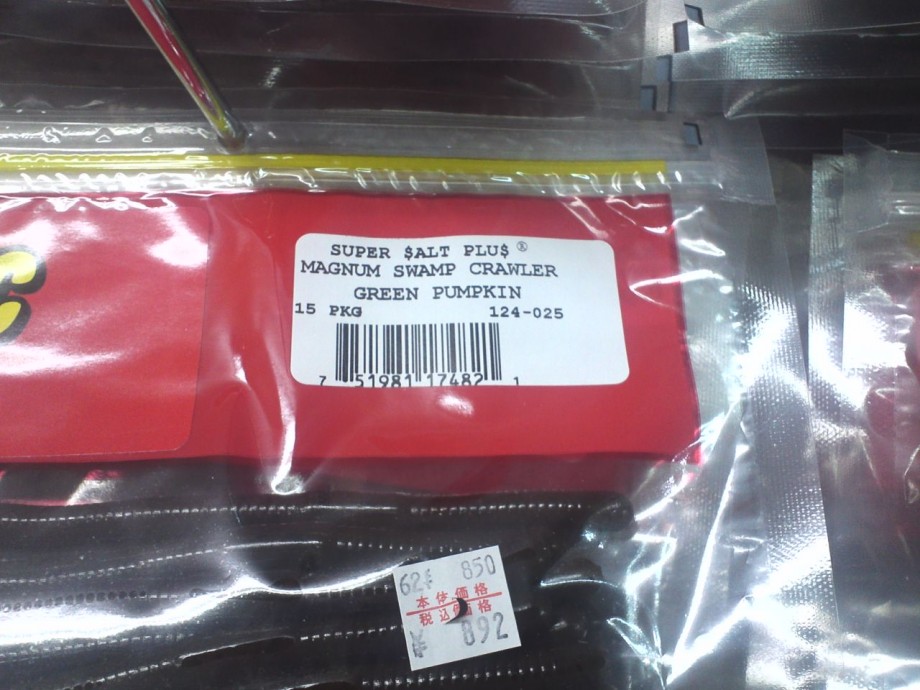 SUPER $ALT PLU$®
MAGNUM SWAMP CRAWLER
GREEN PUMPKIN
15 PKG 124-025
7 51981 17482 1
850
本体価格
税込価格
¥ 892